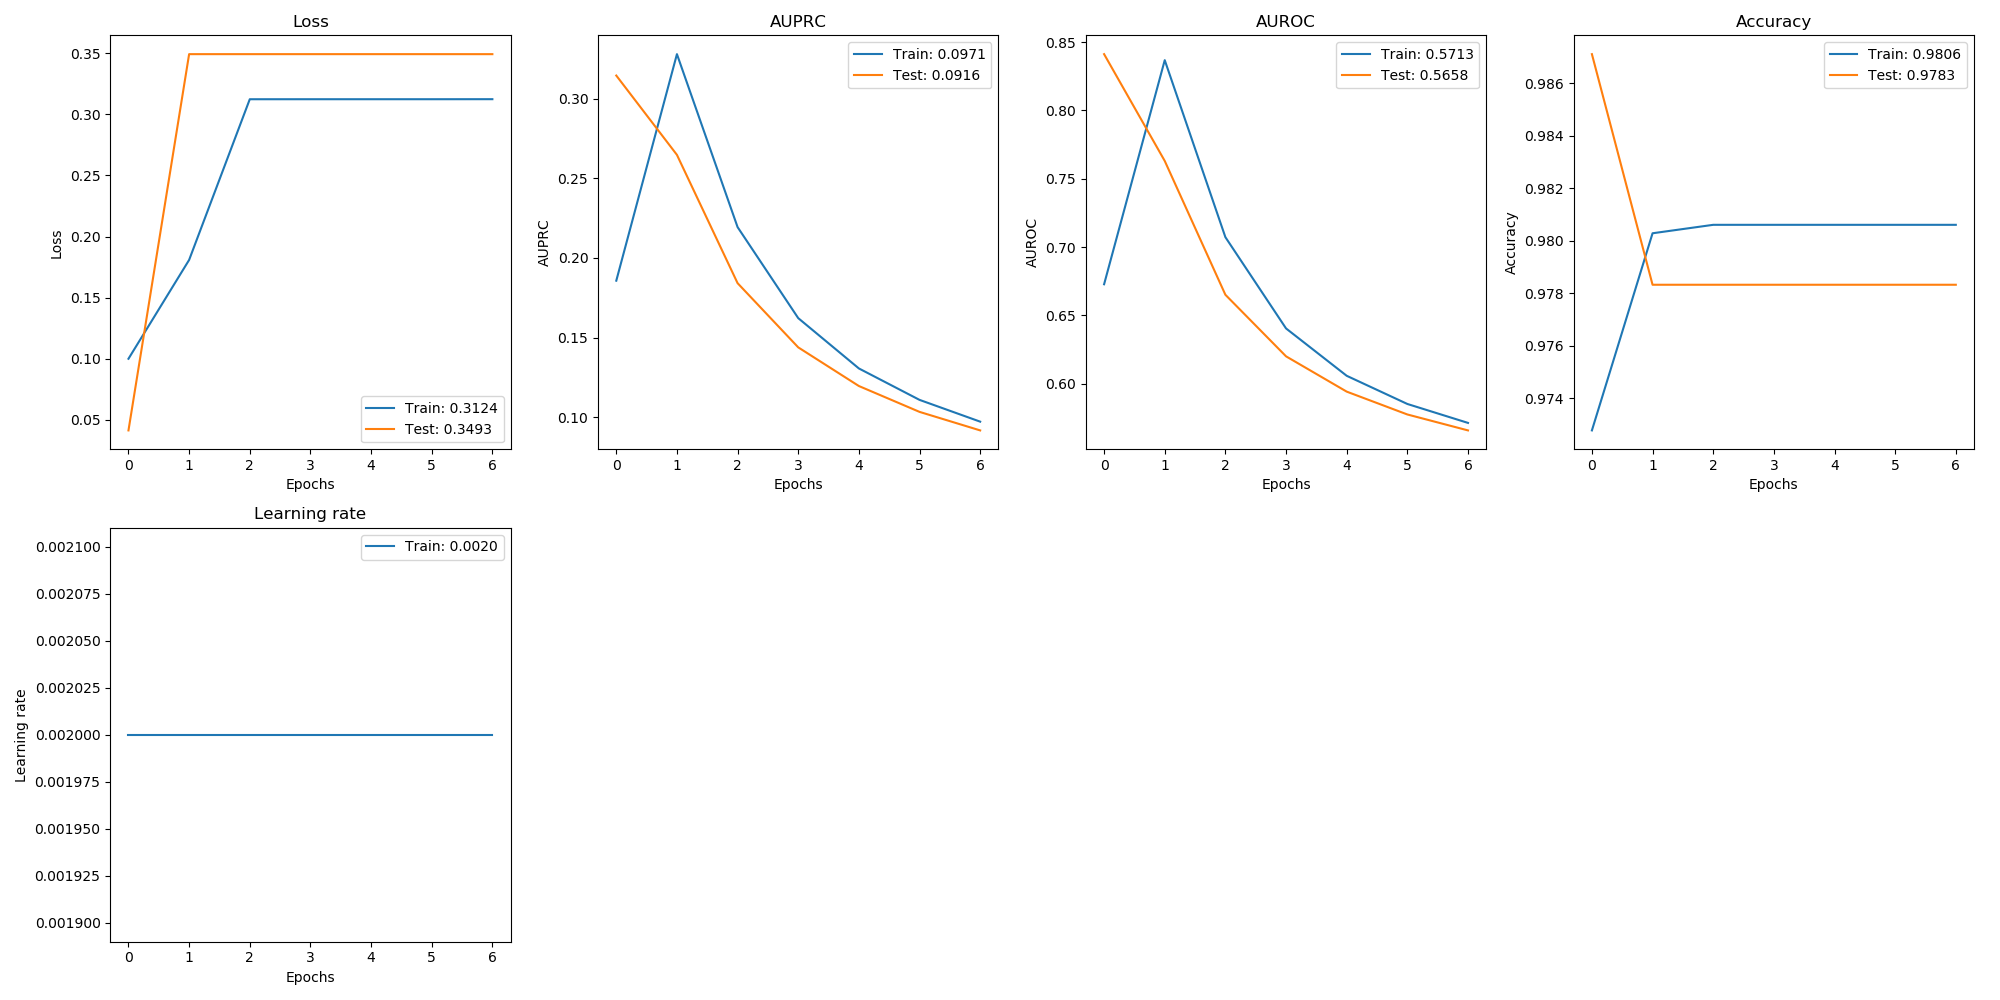 Loss
0.35
0.30
0.25
0.20
0.15
0.10
0.05
Loss
Train: 0.3124
Test: 0.3493
0 1 2 3 4 5 6
Epochs
AUPRC
0.30
0.25
0.20
0.15
0.10
AUPRC
Train: 0.0971
Test: 0.0916
0 1 2 3 4 5 6
Epochs
AUROC
0.85
0.80
0.75
0.70
0.65
0.60
AUROC
Train: 0.5713
Test: 0.5658
0 1 2 3 4 5 6
Epochs
Accuracy
0.986
0.984
0.982
0.980
0.978
0.976
0.974
Accuracy
Train: 0.9806
Test: 0.9783
0 1 2 3 4 5 6
Epochs
Learning rate
0.002100
0.002075
0.002050
0.002025
0.002000
0.001975
0.001950
0.001925
0.001900
Learning rate
Train: 0.0020
0 1 2 3 4 5 6
Epochs